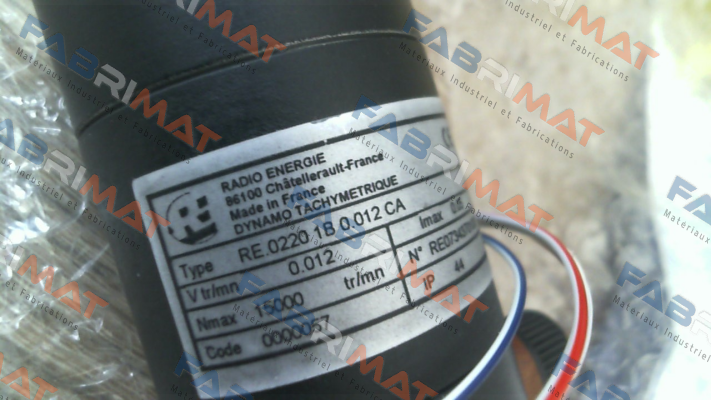 RADIO ENERGIE
86100 Châtellerault-France
Made in France
DYNAMO TACHYMETRIQUE
Type RE.0220 1B 0.012 CA
V tr/mn 0.012 Imax
Nmax 15000 tr/mn N°
Code 0000057 IP 44
FABRIMAT
Materiaux Industriel et Fabrications